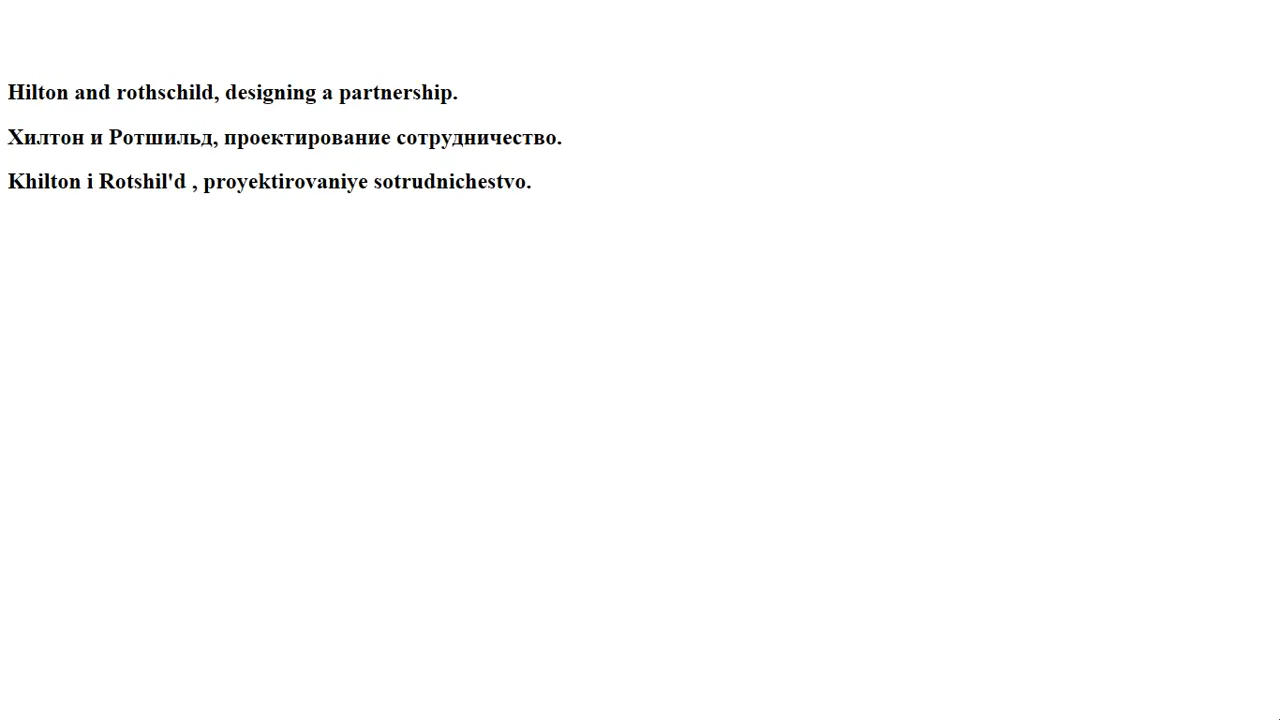 Hilton and rothschild, designing a partnership.
Хилтон и Ротшильд, проектирование сотрудничество.
Khilton i Rotshil'd , proyektirovaniye sotrudnichestvo.